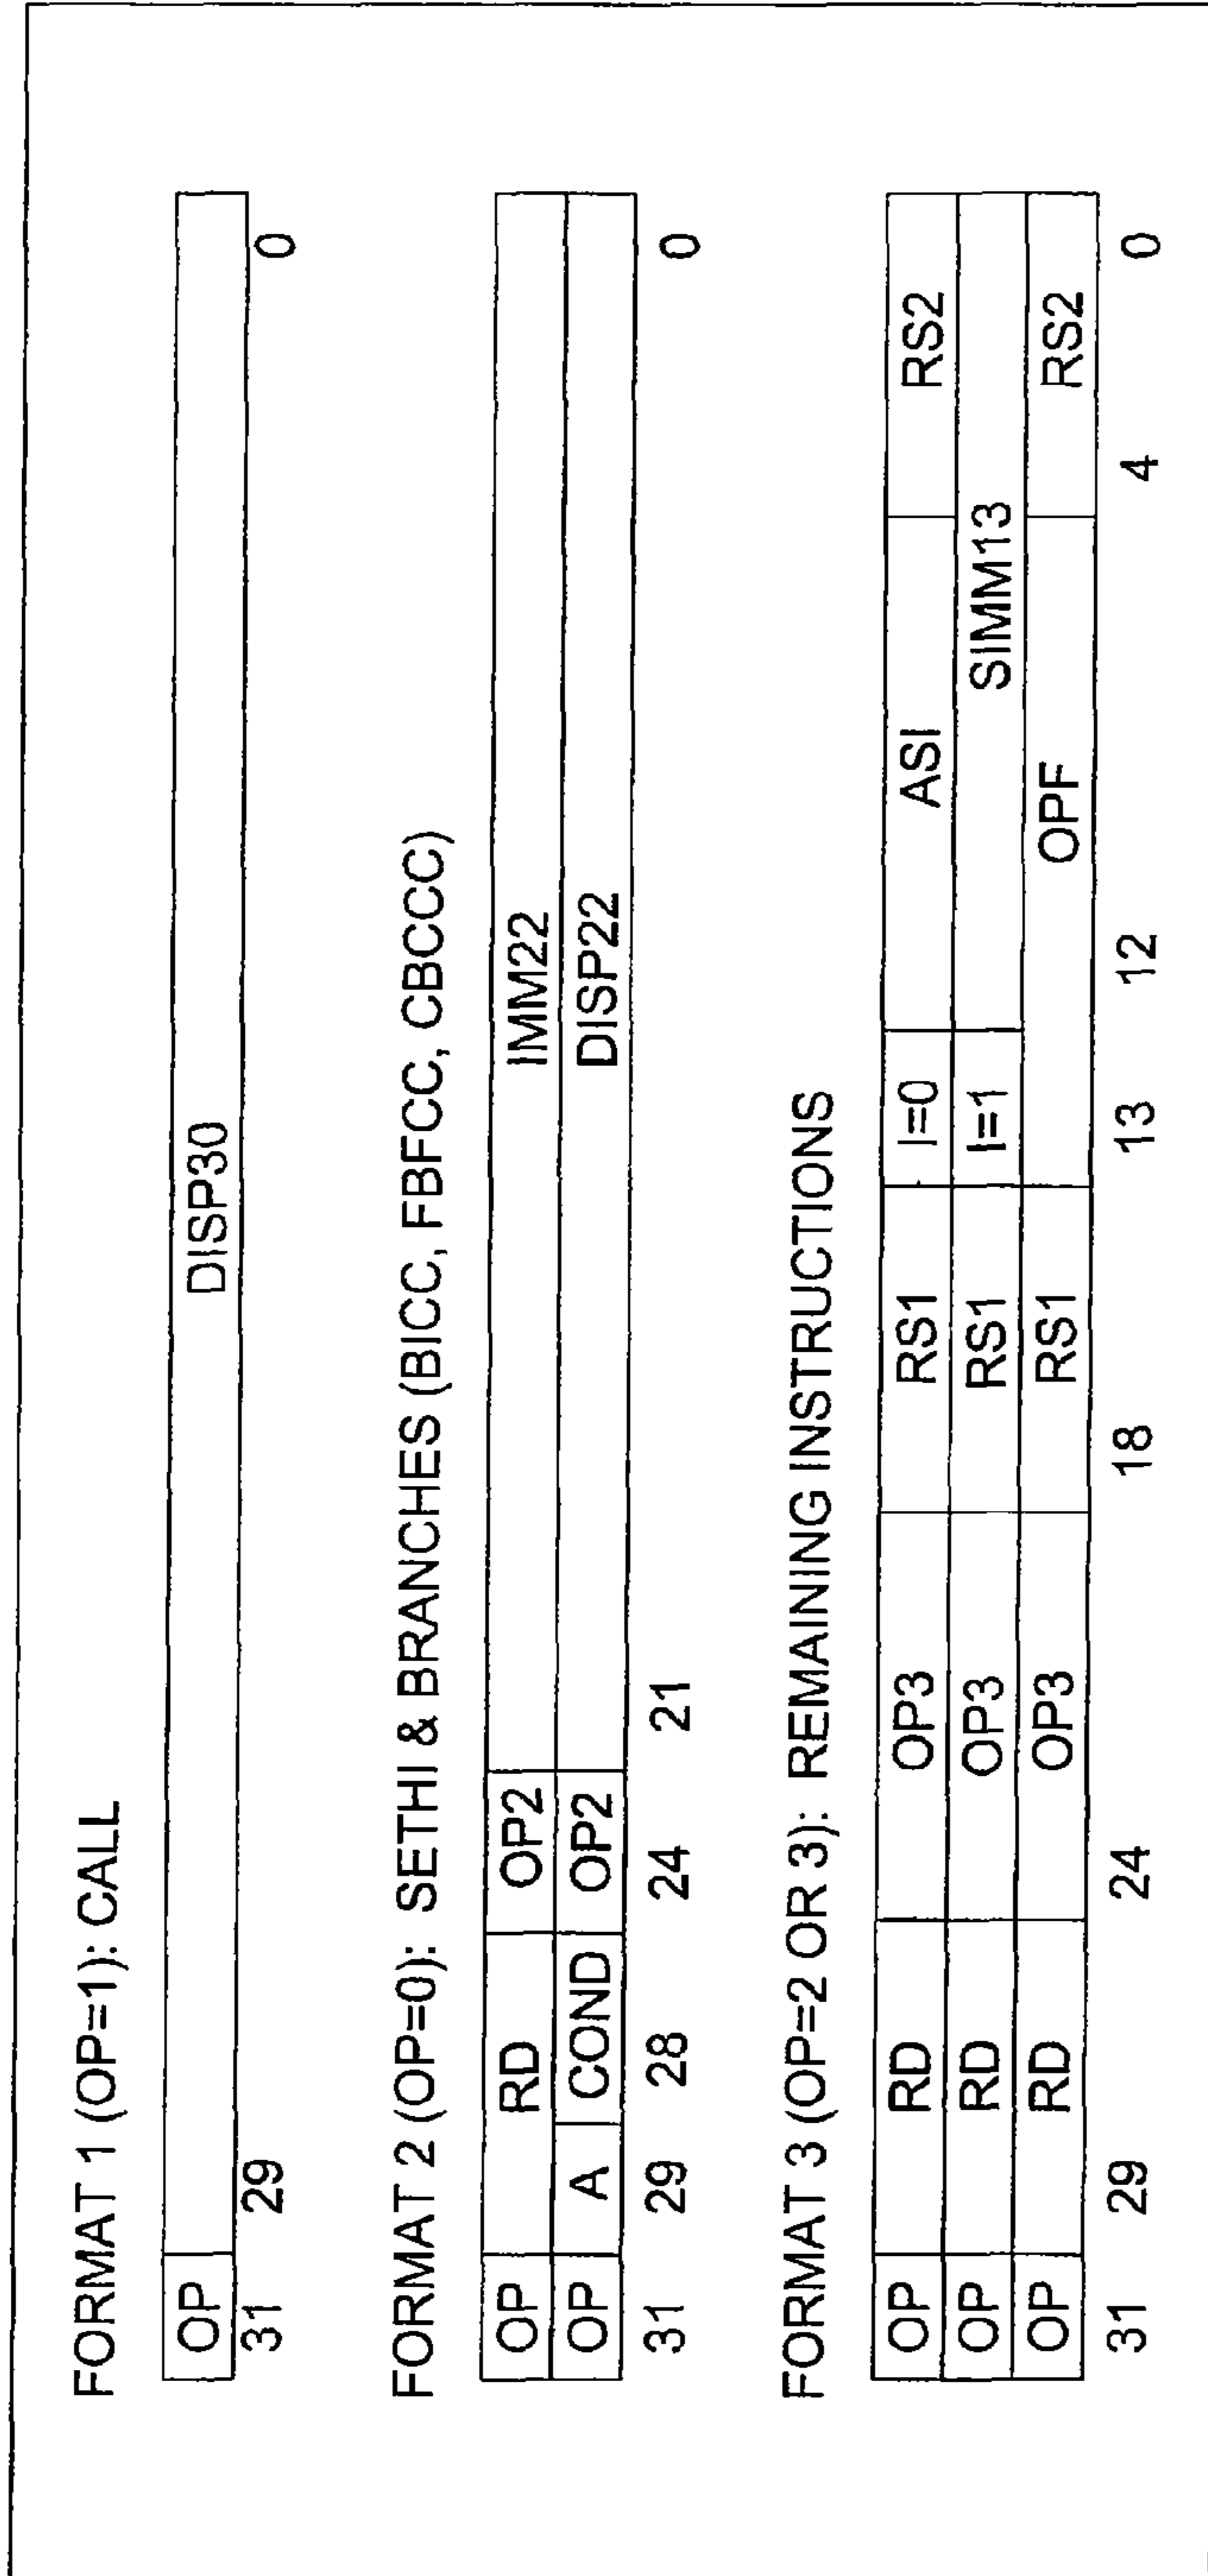 FORMAT 1 (OP=1): CALL
OP DISP30
31 29 0
FORMAT 2 (OP=0): SETHI & BRANCHES (BICC, FBFCC, CBCCC)
OP RD OP2 IMM22
OP A COND OP2 DISP22
31 29 28 24 21 0
FORMAT 3 (OP=2 OR 3): REMAINING INSTRUCTIONS
OP RD OP3 RS1 I=0 ASI RS2
OP RD OP3 RS1 I=1 SIMM13
OP RD OP3 RS1 OPF RS2
31 29 24 18 13 12 4 0